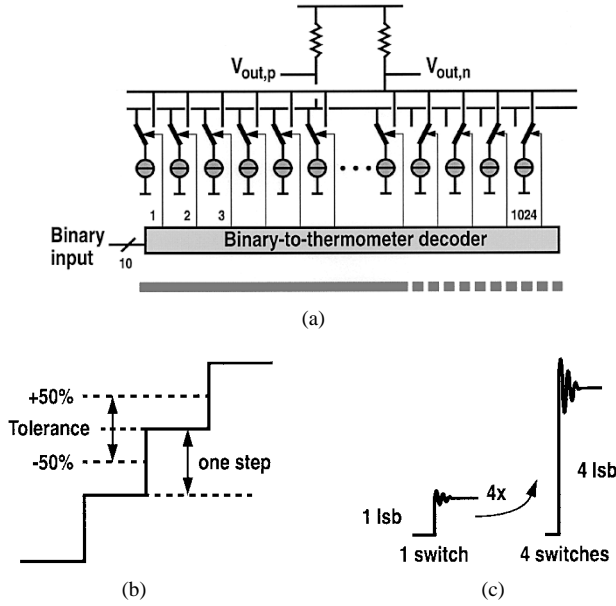 Vout,p
Vout,n
1 2 3 1024
Binary input
10
Binary-to-thermometer decoder
(a)
+50%
Tolerance
-50%
one step
(b)
1 lsb
4x
4 lsb
1 switch
4 switches
(c)